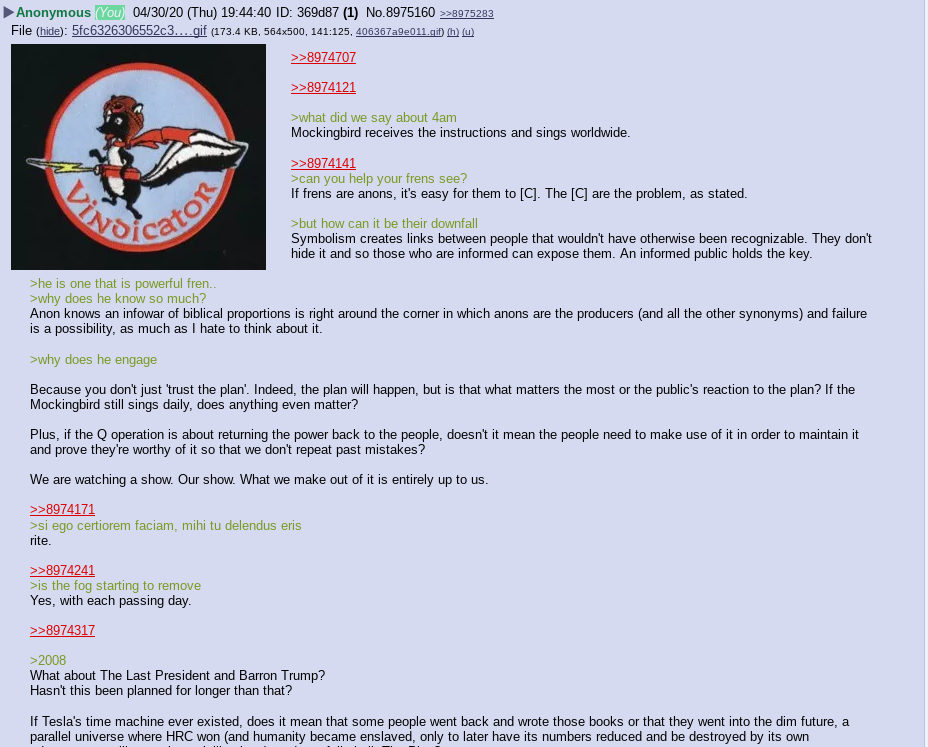 Anonymous (You) 04/30/20 (Thu) 19:44:40 ID: 369d87 (1) No.8975160 >>8975283
File (hide): 5fc6326306552c3….gif (173.4 KB, 564x500, 141:125, 406367a9e011.gif) (h) (u)
Vindicator
>>8974707
>>8974121
>what did we say about 4am
Mockingbird receives the instructions and sings worldwide.
>>8974141
>can you help your frens see?
If frens are anons, it's easy for them to [C]. The [C] are the problem, as stated.
>but how can it be their downfall
Symbolism creates links between people that wouldn't have otherwise been recognizable. They don't
hide it and so those who are informed can expose them. An informed public holds the key.
>he is one that is powerful fren..
>why does he know so much?
Anon knows an infowar of biblical proportions is right around the corner in which anons are the producers (and all the other synonyms) and failure
is a possibility, as much as I hate to think about it.
>why does he engage
Because you don't just 'trust the plan'. Indeed, the plan will happen, but is that what matters the most or the public's reaction to the plan? If the
Mockingbird still sings daily, does anything even matter?
Plus, if the Q operation is about returning the power back to the people, doesn't it mean the people need to make use of it in order to maintain it
and prove they're worthy of it so that we don't repeat past mistakes?
We are watching a show. Our show. What we make out of it is entirely up to us.
>>8974171
>si ego certiorem faciam, mihi tu delendus eris
rite.
>>8974241
>is the fog starting to remove
Yes, with each passing day.
>>8974317
>2008
What about The Last President and Barron Trump?
Hasn't this been planned for longer than that?
If Tesla's time machine ever existed, does it mean that some people went back and wrote those books or that they went into the dim future, a
parallel universe where HRC won (and humanity became enslaved, only to later have its numbers reduced and be destroyed by its own